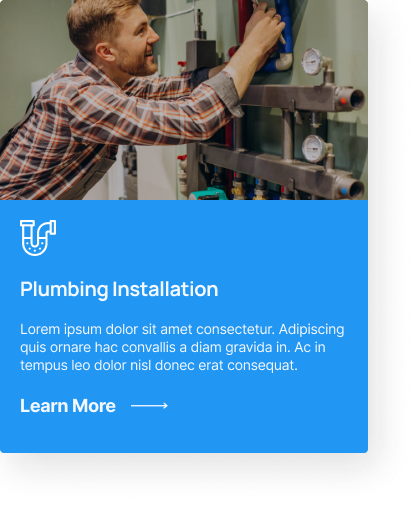 Plumbing Installation
Lorem ipsum dolor sit amet consectetur. Adipiscing
quis ornare hac convallis a diam gravida in. Ac in
tempus leo dolor nisl donec erat consequat.
Learn More